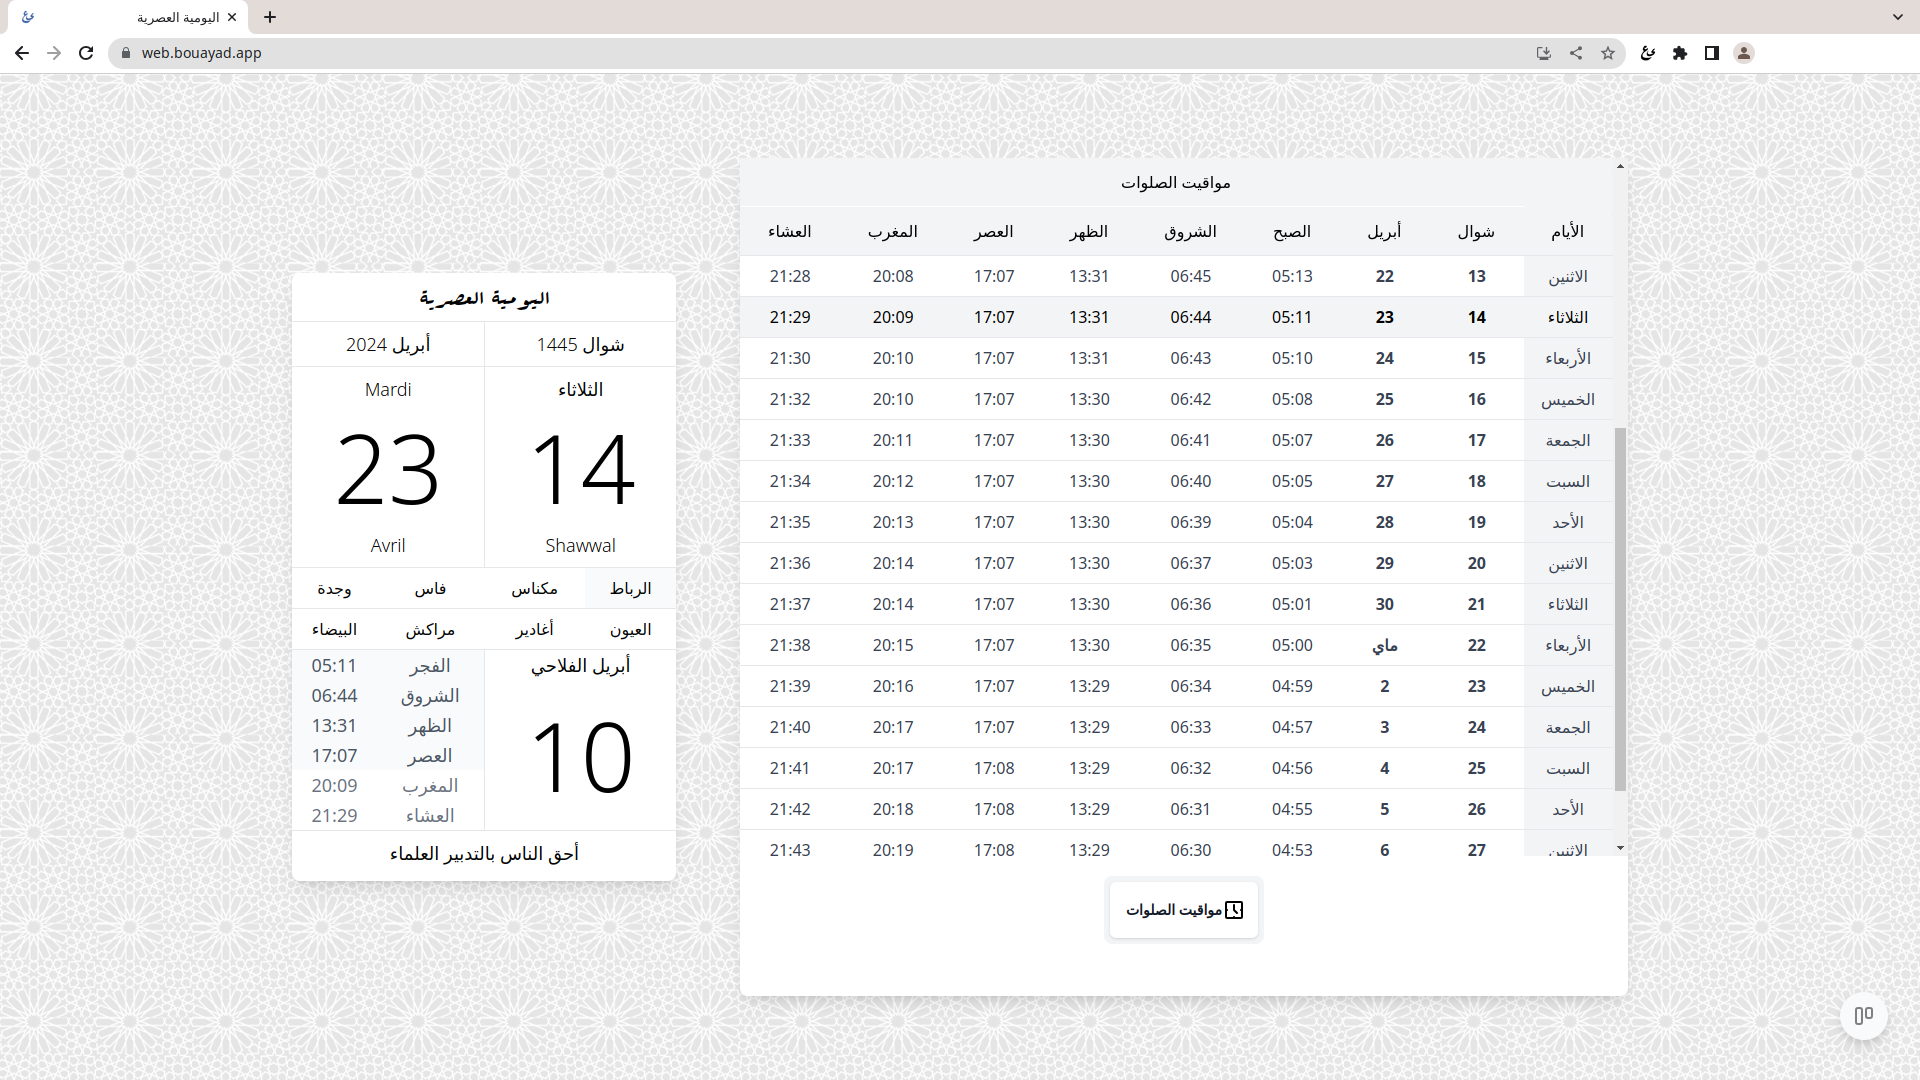 اليومية العصرية
web.bouayad.app
اليومية العصرية
شوال 1445 أبريل 2024
الثلاثاء Mardi
14 23
Shawwal Avril
الرباط مكناس فاس وجدة
العيون أغادير مراكش البيضاء
أبريل الفلاحي
10
الفجر 05:11
الشروق 06:44
الظهر 13:31
العصر 17:07
المغرب 20:09
العشاء 21:29
أحق الناس بالتدبير العلماء
مواقيت الصلوات
الأيام شوال أبريل الصبح الشروق الظهر العصر المغرب العشاء
الاثنين 13 22 05:13 06:45 13:31 17:07 20:08 21:28
الثلاثاء 14 23 05:11 06:44 13:31 17:07 20:09 21:29
الأربعاء 15 24 05:10 06:43 13:31 17:07 20:10 21:30
الخميس 16 25 05:08 06:42 13:30 17:07 20:10 21:32
الجمعة 17 26 05:07 06:41 13:30 17:07 20:11 21:33
السبت 18 27 05:05 06:40 13:30 17:07 20:12 21:34
الأحد 19 28 05:04 06:39 13:30 17:07 20:13 21:35
الاثنين 20 29 05:03 06:37 13:30 17:07 20:14 21:36
الثلاثاء 21 30 05:01 06:36 13:30 17:07 20:14 21:37
الأربعاء 22 ماي 05:00 06:35 13:30 17:07 20:15 21:38
الخميس 23 2 04:59 06:34 13:29 17:07 20:16 21:39
الجمعة 24 3 04:57 06:33 13:29 17:07 20:17 21:40
السبت 25 4 04:56 06:32 13:29 17:08 20:17 21:41
الأحد 26 5 04:55 06:31 13:29 17:08 20:18 21:42
الاثنين 27 6 04:53 06:30 13:29 17:08 20:19 21:43
مواقيت الصلوات